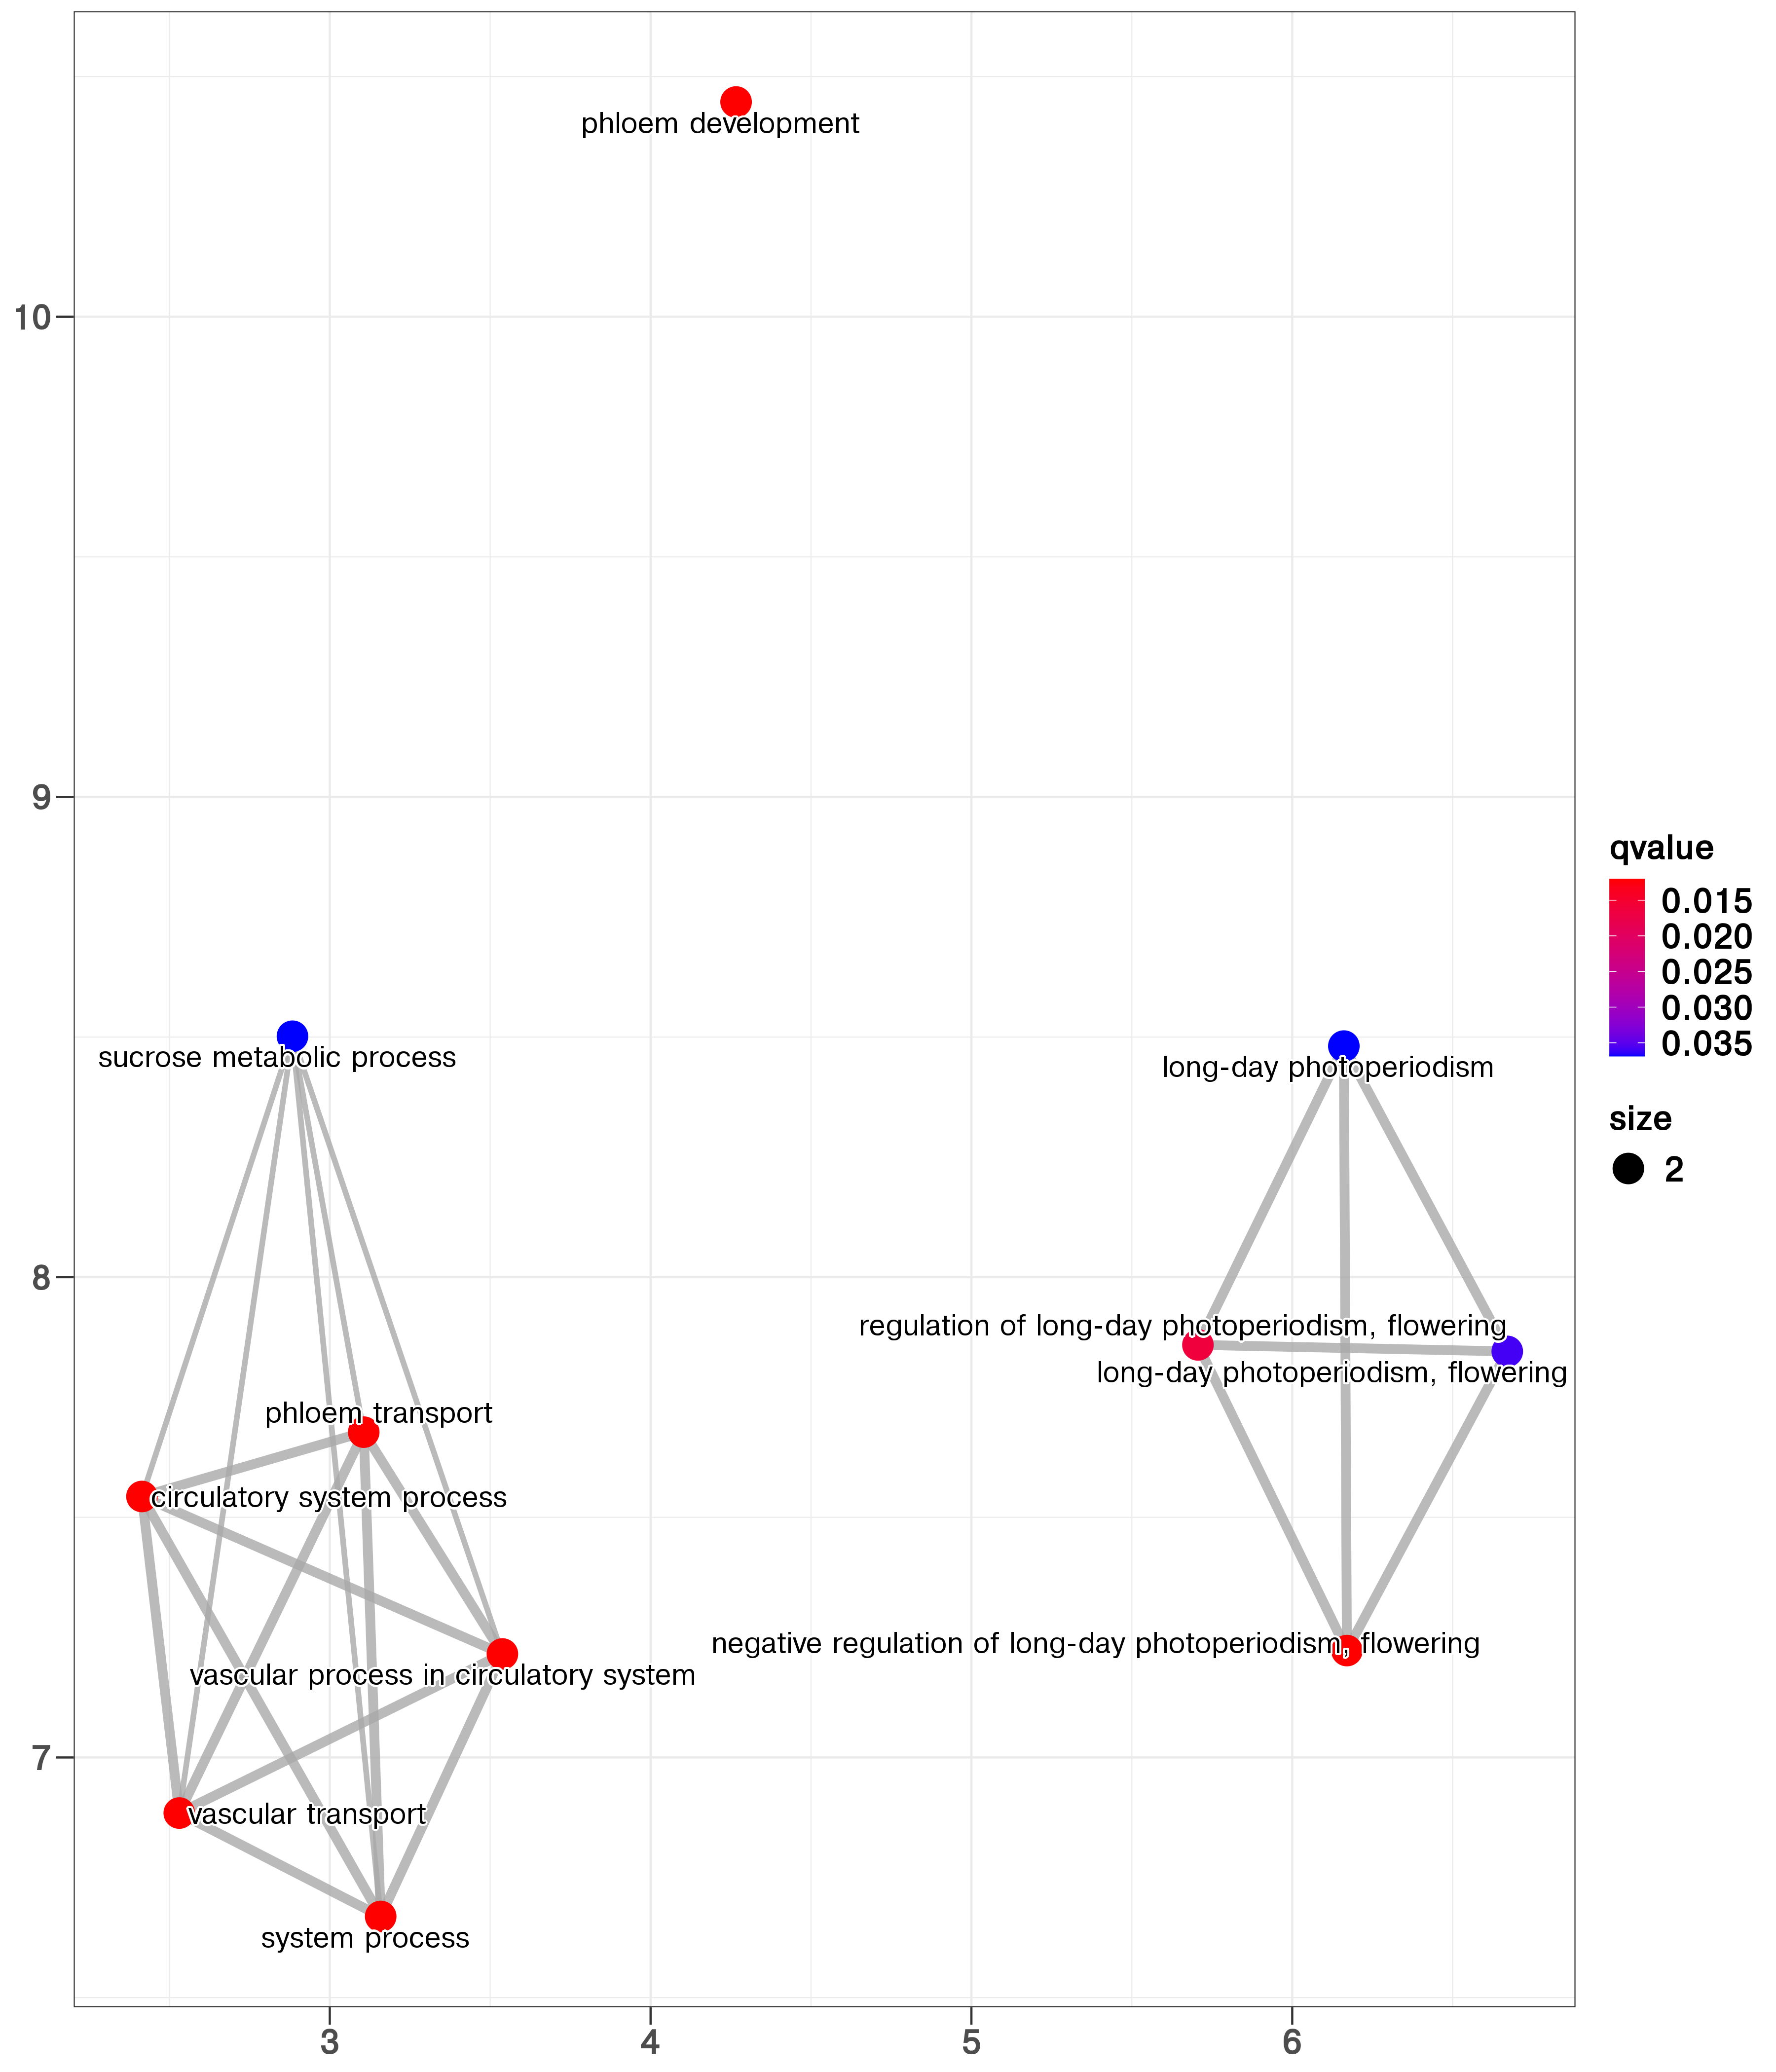 phloem development
10
9
qvalue
0.015
0.020
0.025
0.030
0.035
sucrose metabolic process
long-day photoperiodism
size
2
8
regulation of long-day photoperiodism, flowering
long-day photoperiodism, flowering
phloem transport
circulatory system process
negative regulation of long-day photoperiodism, flowering
vascular process in circulatory system
7
vascular transport
system process
3
4
5
6